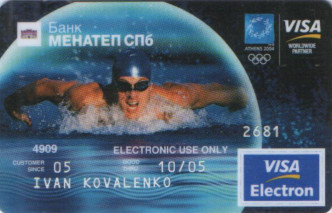 Банк
МЕНАТЕП СПб
ATHENS 2004
VISA
WORLDWIDE
PARTNER
4909
ELECTRONIC USE ONLY
2681
CUSTOMER
SINCE 05
GOOD
THRU 10/05
IVAN KOVALENKO
VISA
Electron